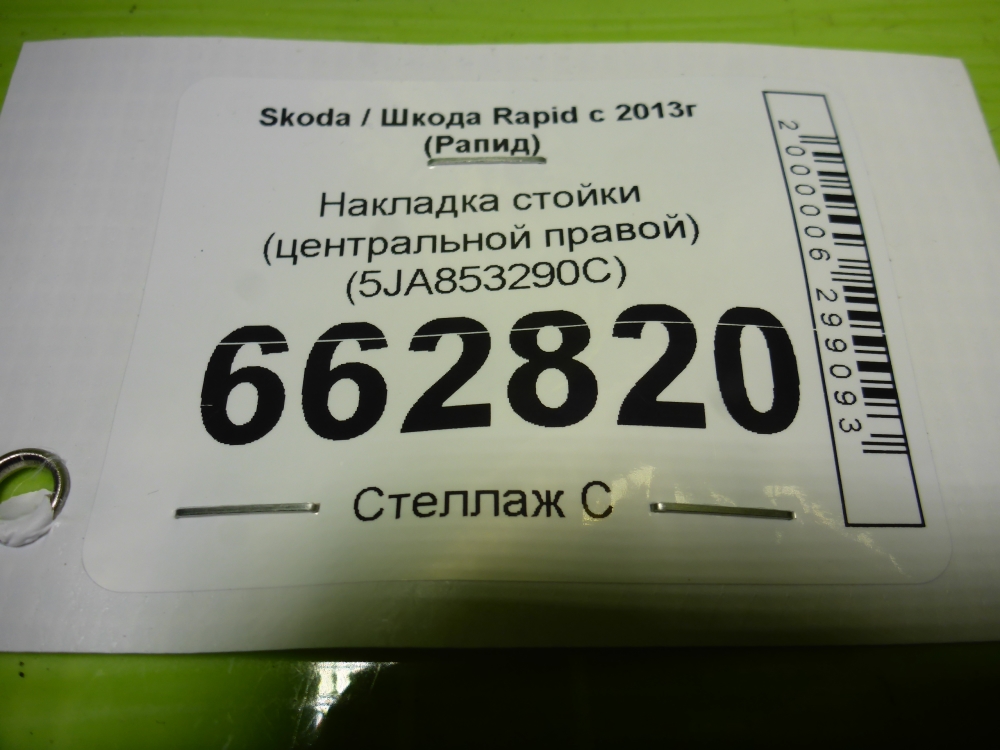 Skoda / Шкода Rapid с 2013г
(Рапид)
Накладка стойки
(центральной правой)
(5JA853290C)
662820
Стеллаж С
2000006299093